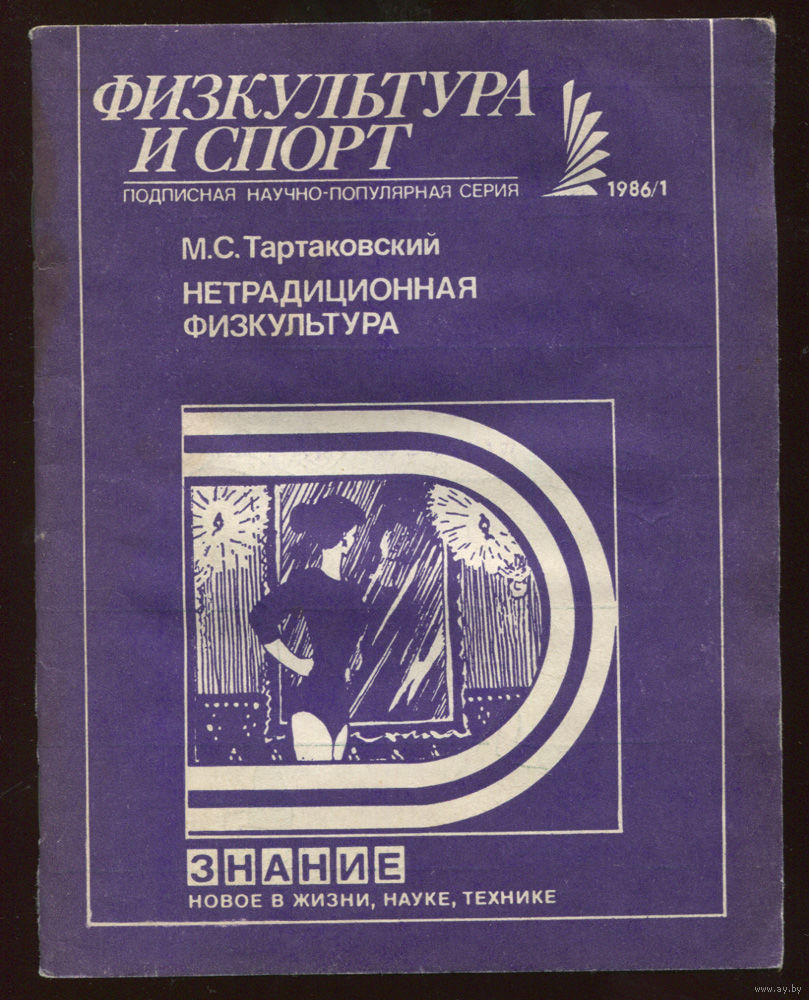 ФИЗКУЛЬТУРА
И СПОРТ
ПОДПИСНАЯ НАУЧНО-ПОПУЛЯРНАЯ СЕРИЯ
1986/1
М.С.Тартаковский
НЕТРАДИЦИОННАЯ
ФИЗКУЛЬТУРА
ЗНАНИЕ
НОВОЕ В ЖИЗНИ, НАУКЕ, ТЕХНИКЕ
www.ay.by